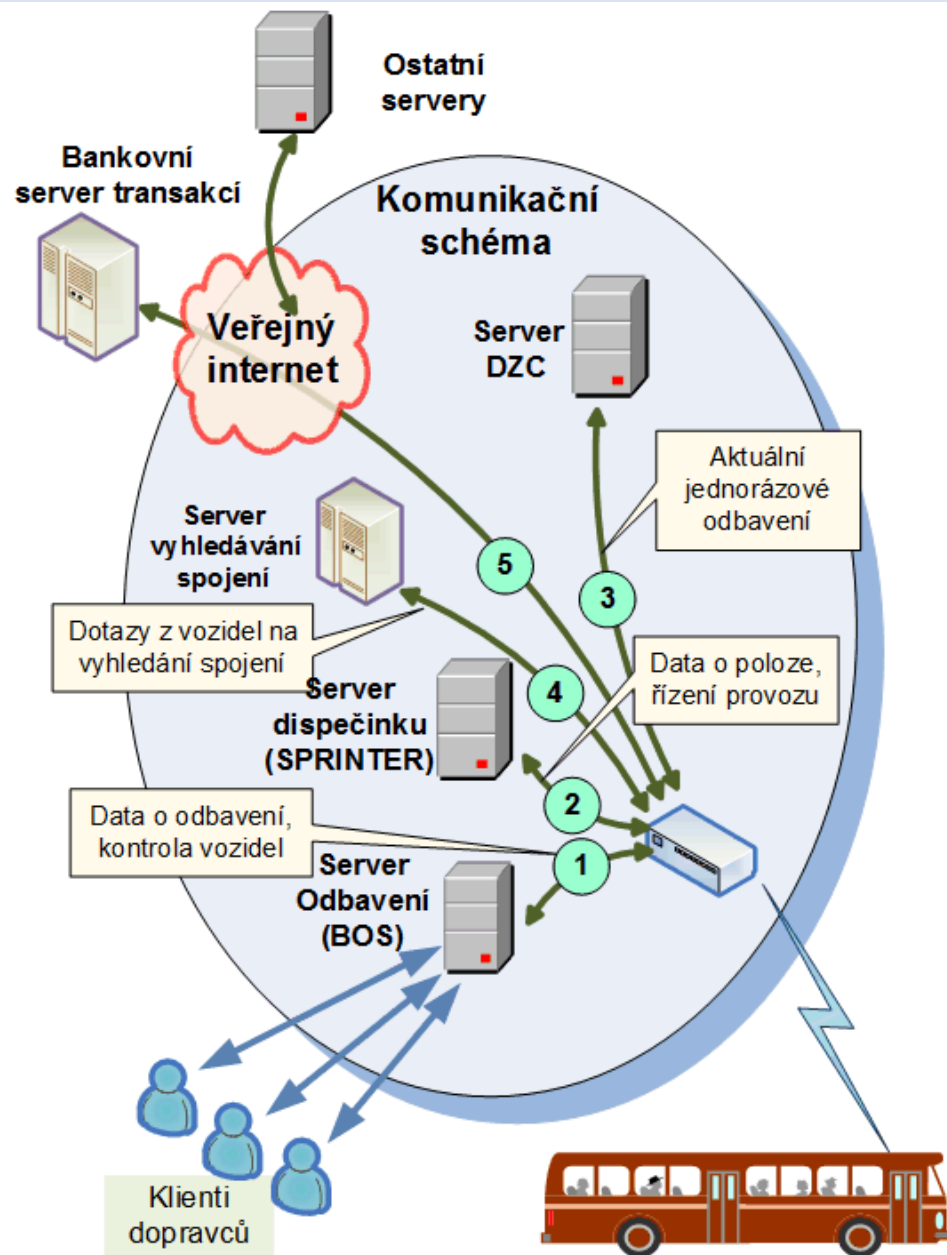 Ostatní
servery
Bankovní
server transakcí
Komunikační
schéma
Veřejný
internet
Server
DZC
Aktuální
jednorázové
odbavení
Server
vyhledávání
spojení
5
3
Dotazy z vozidel na
vyhledání spojení
4
Data o poloze,
řízení provozu
Server
dispečinku
(SPRINTER)
2
Data o odbavení,
kontrola vozidel
1
Server
Odbavení
(BOS)
Klienti
dopravců